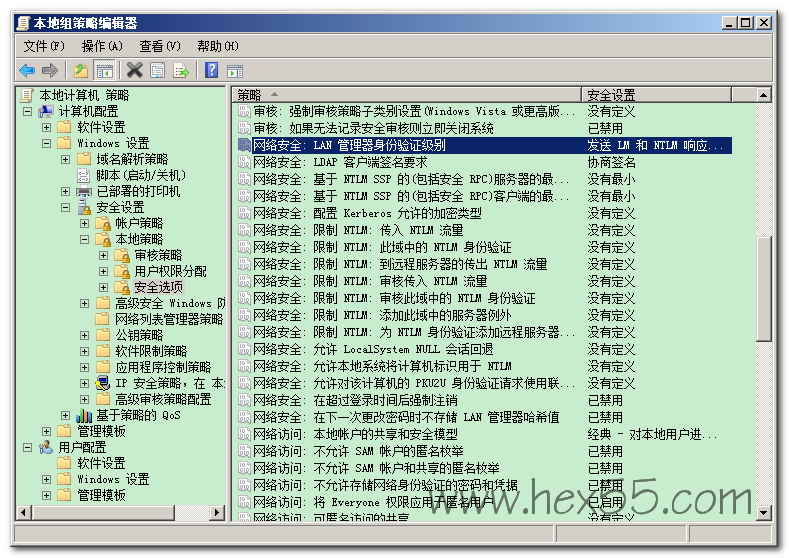 本地组策略编辑器
文件(F) 操作(A) 查看(V) 帮助(H)
本地计算机 策略
计算机配置
软件设置
Windows 设置
域名解析策略
脚本(启动/关机)
已部署的打印机
安全设置
帐户策略
本地策略
审核策略
用户权限分配
安全选项
高级安全 Windows 防
网络列表管理器策略
公钥策略
软件限制策略
应用程序控制策略
IP 安全策略，在 本
高级审核策略配置
基于策略的 QoS
管理模板
用户配置
软件设置
Windows 设置
管理模板
策略 安全设置
审核: 强制审核策略子类别设置(Windows Vista 或更高版... 没有定义
审核: 如果无法记录安全审核则立即关闭系统 已禁用
网络安全: LAN 管理器身份验证级别 发送 LM 和 NTLM 响应...
网络安全: LDAP 客户端签名要求 协商签名
网络安全: 基于 NTLM SSP 的(包括安全 RPC)服务器的最... 没有最小
网络安全: 基于 NTLM SSP 的(包括安全 RPC)客户端的最... 没有最小
网络安全: 配置 Kerberos 允许的加密类型 没有定义
网络安全: 限制 NTLM: 传入 NTLM 流量 没有定义
网络安全: 限制 NTLM: 此域中的 NTLM 身份验证 没有定义
网络安全: 限制 NTLM: 到远程服务器的传出 NTLM 流量 没有定义
网络安全: 限制 NTLM: 审核传入 NTLM 流量 没有定义
网络安全: 限制 NTLM: 审核此域中的 NTLM 身份验证 没有定义
网络安全: 限制 NTLM: 添加此域中的服务器例外 没有定义
网络安全: 限制 NTLM: 为 NTLM 身份验证添加远程服务器... 没有定义
网络安全: 允许 LocalSystem NULL 会话回退 没有定义
网络安全: 允许本地系统将计算机标识用于 NTLM 没有定义
网络安全: 允许对该计算机的 PKU2U 身份验证请求使用联... 没有定义
网络安全: 在超过登录时间后强制注销 已禁用
网络安全: 在下一次更改密码时不存储 LAN 管理器哈希值 已禁用
网络访问: 本地帐户的共享和安全模型 经典 - 对本地用户进...
网络访问: 不允许 SAM 帐户的匿名枚举 已禁用
网络访问: 不允许 SAM 帐户和共享的匿名枚举 已禁用
网络访问: 不允许存储网络身份验证的密码和凭据 已禁用
网络访问: 将 Everyone 权限应用于匿名用户 已启用
网络访问: 可匿名访问的共享 没有定义
www.hex55.com